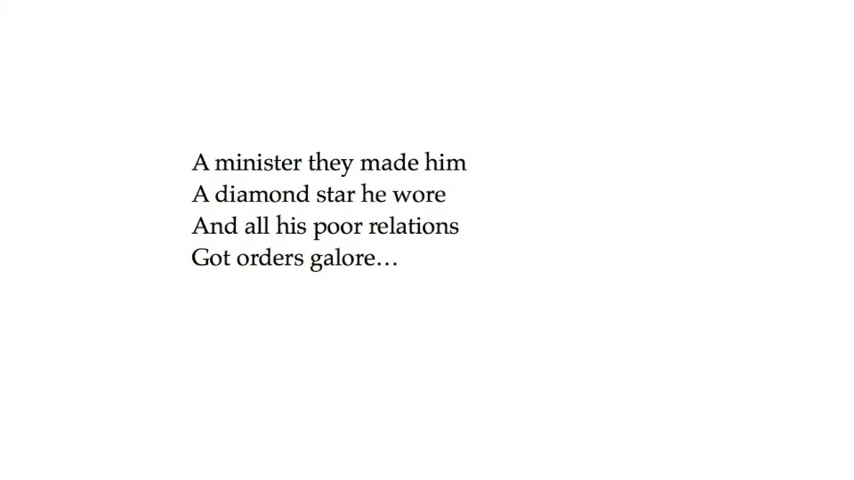 A minister they made him
A diamond star he wore
And all his poor relations
Got orders galore…